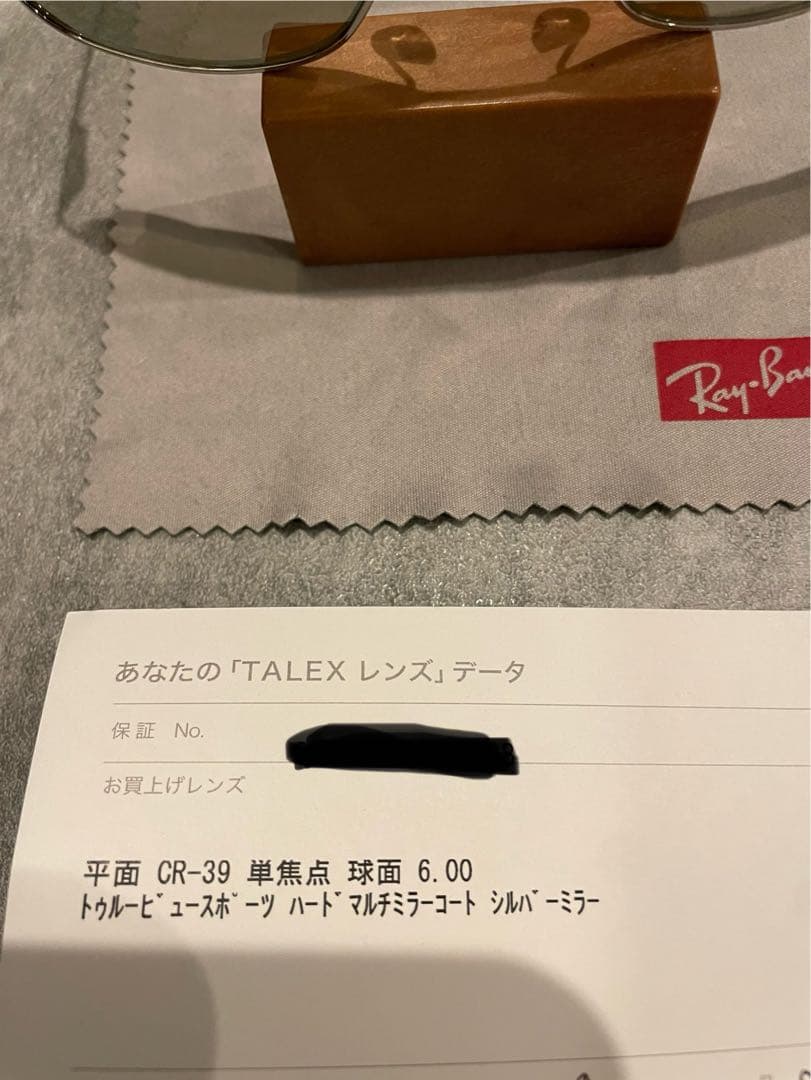 Ray-Ban
あなたの「TALEX レンズ」データ
保証 No.
お買上げレンズ
平面 CR-39 単焦点 球面 6.00
ﾄｩﾙｰﾋﾞｭｰｽﾎﾟｰﾂ ﾊｰﾄﾞﾏﾙﾁﾐﾗｰｺｰﾄ ｼﾙﾊﾞｰﾐﾗｰ